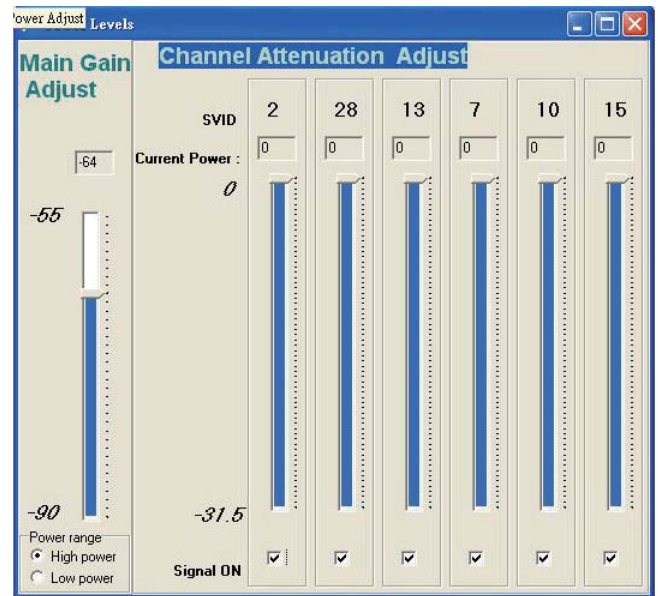 Power Adjust Levels
Main Gain Adjust
Channel Attenuation Adjust
SVID 2 28 13 7 10 15
Current Power : 0 0 0 0 0 0
-64
0
-55
-90
-31.5
Power range
High power
Low power
Signal ON